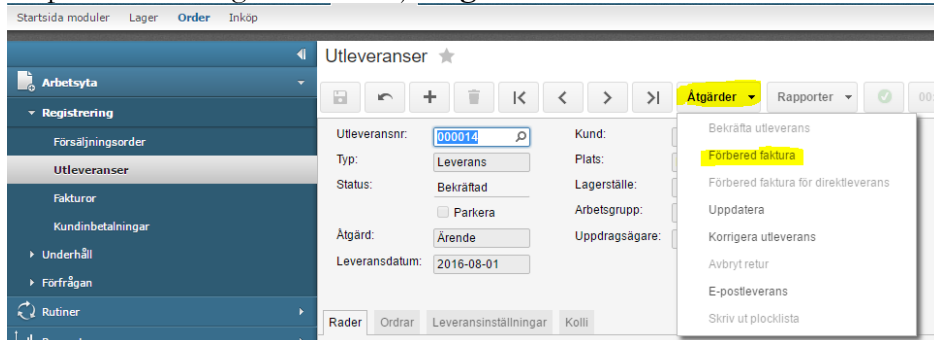 Startsida moduler Lager Order Inköp
Utleveranser
Arbetsyta
Registrering
Försäljningsorder
Utleveranser
Fakturor
Kundinbetalningar
Underhåll
Förfrågan
Rutiner
Åtgärder Rapporter 00:
Utleveransnr: 000014 Kund:
Typ: Leverans Plats:
Status: Bekräftad Lagerställe:
Parkera Arbetsgrupp:
Åtgärd: Ärende Uppdragsägare:
Leveransdatum: 2016-08-01
Bekräfta utleverans
Förbered faktura
Förbered faktura för direktleverans
Uppdatera
Korrigera utleverans
Avbryt retur
E-postleverans
Skriv ut plocklista
Rader Ordrar Leveransinställningar Kolli